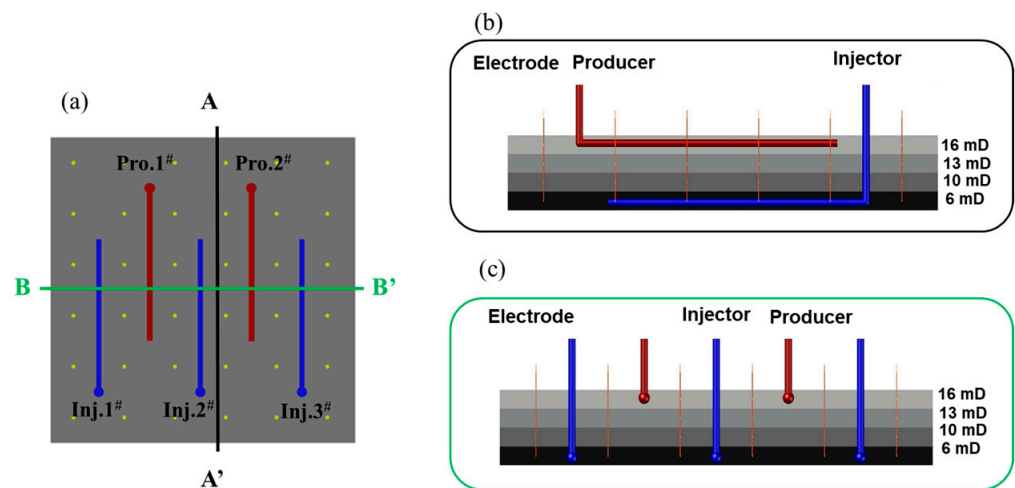 (a)
A
Pro.1#
Pro.2#
B
B’
Inj.1#
Inj.2#
Inj.3#
A’
(b)
Electrode
Producer
Injector
16 mD
13 mD
10 mD
6 mD
(c)
Electrode
Injector
Producer
16 mD
13 mD
10 mD
6 mD